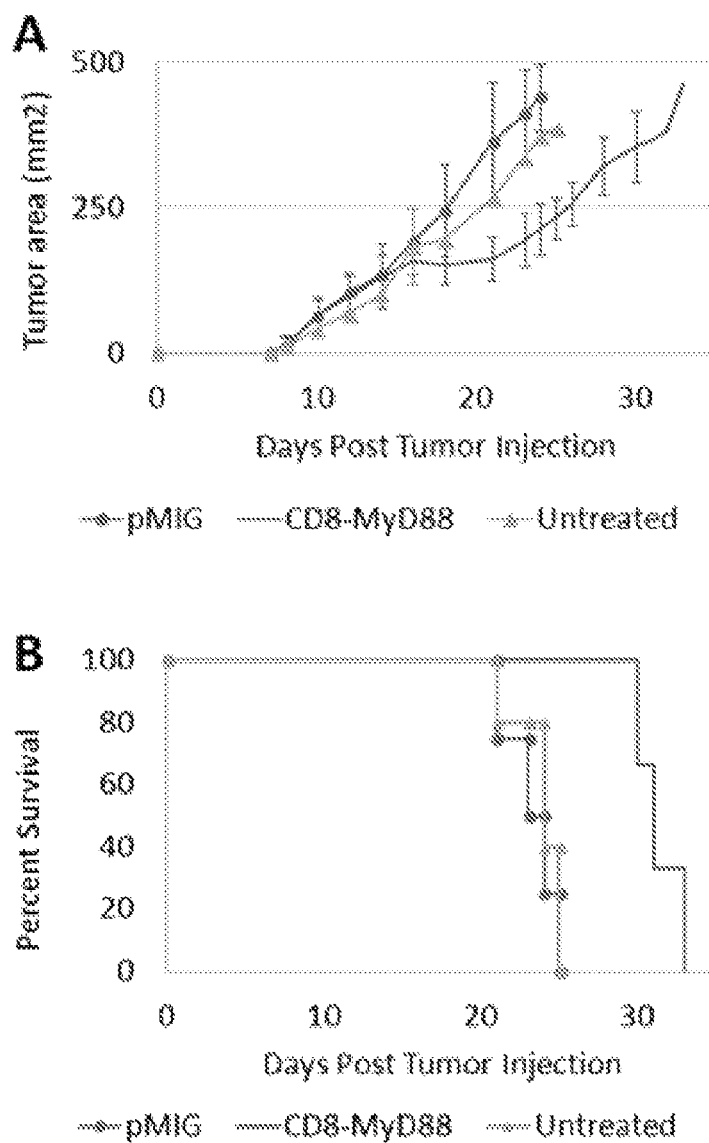 A
Tumor area (mm2)
500
250
0
0 10 20 30
Days Post Tumor Injection
pMIG CD8-MyD88 Untreated
B
Percent Survival
100
80
60
40
20
0
0 10 20 30
Days Post Tumor Injection
pMIG CD8-MyD88 Untreated